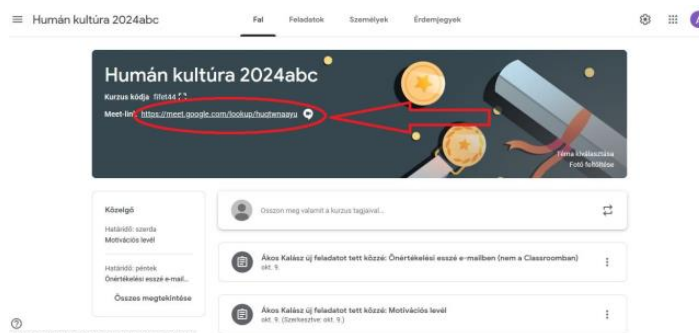 Humán kultúra 2024abc
Fal Feladatok Személyek Érdemjegyek
Humán kultúra 2024abc
Kurzus kódja fifet44
Meet-link https://meet.google.com/lookup/huqtwnaqyu
Téma kiválasztása
Fotó feltöltése
Közelgő
Határidő: szerda
Motivációs levél
Határidő: péntek
Önértékelési esszé e-mail...
Összes megtekintése
Osszon meg valamit a kurzus tagjaival...
Ákos Kalász új feladatot tett közzé: Önértékelési esszé e-mailben (nem a Classroomban)
okt. 9.
Ákos Kalász új feladatot tett közzé: Motivációs levél
okt. 9. (Szerkesztve: okt. 9.)